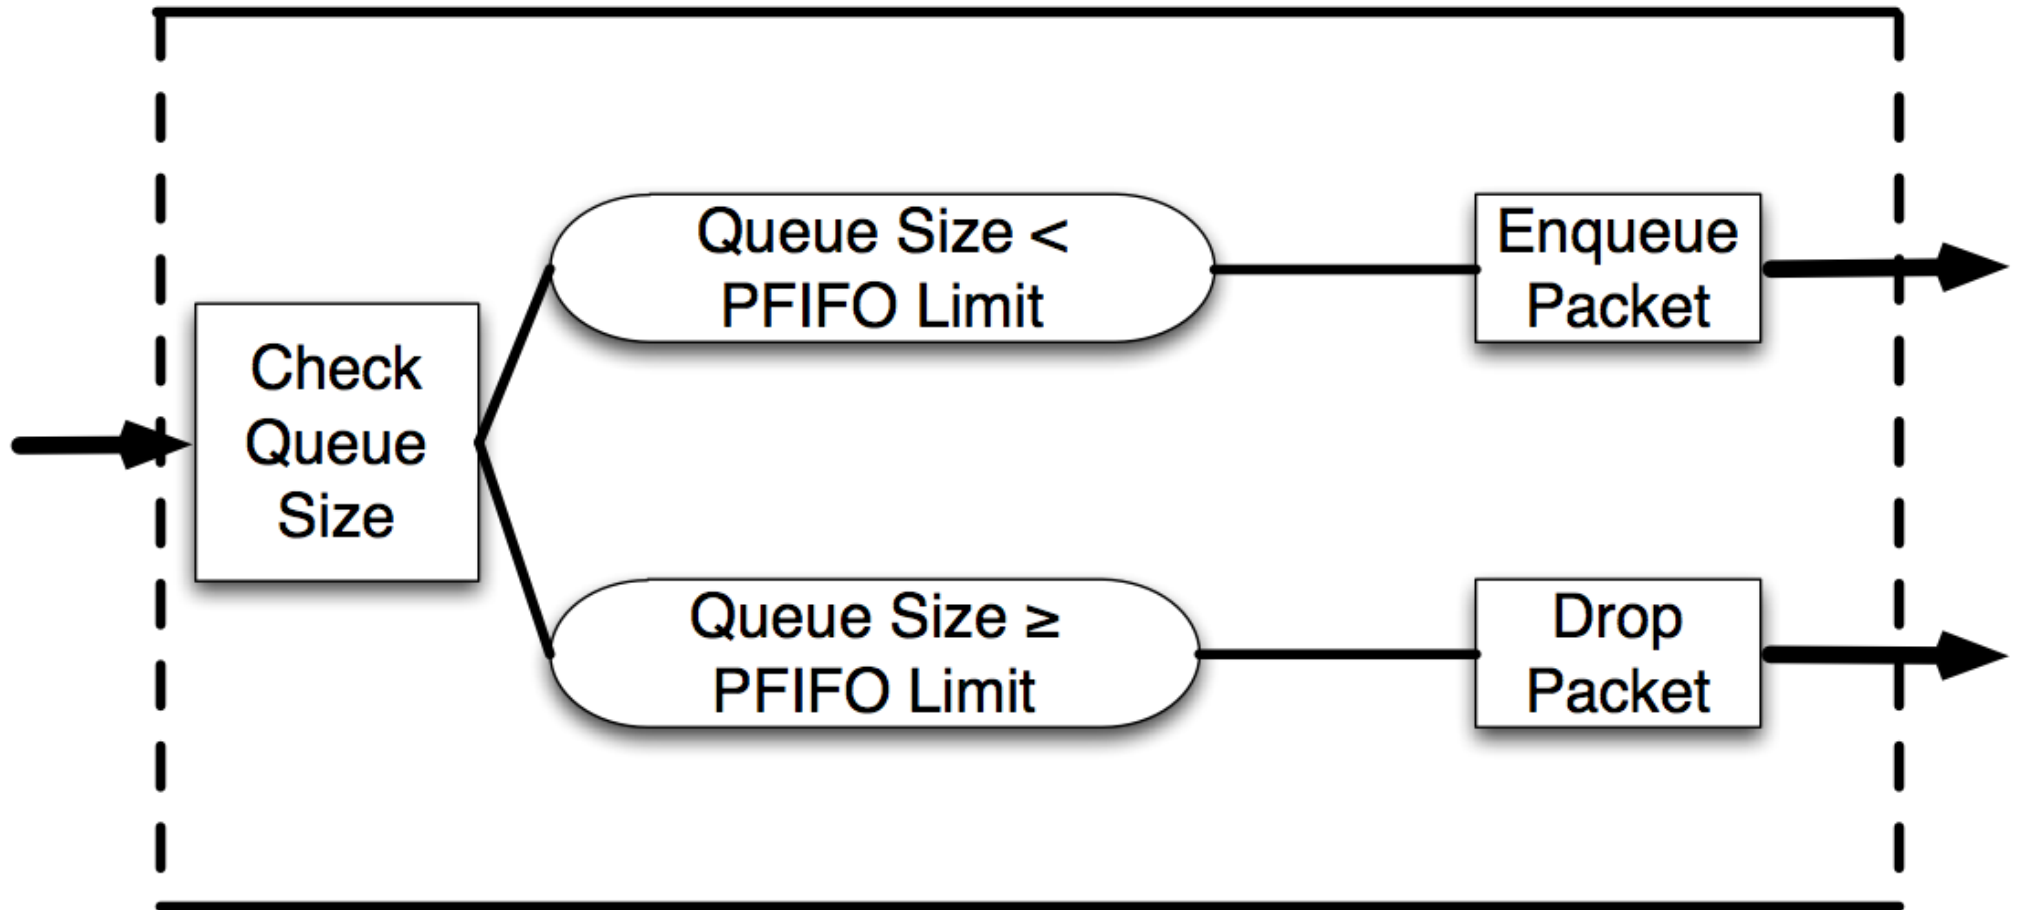 Queue Size <
PFIFO Limit
Enqueue
Packet
Check
Queue
Size
Queue Size ≥
PFIFO Limit
Drop
Packet